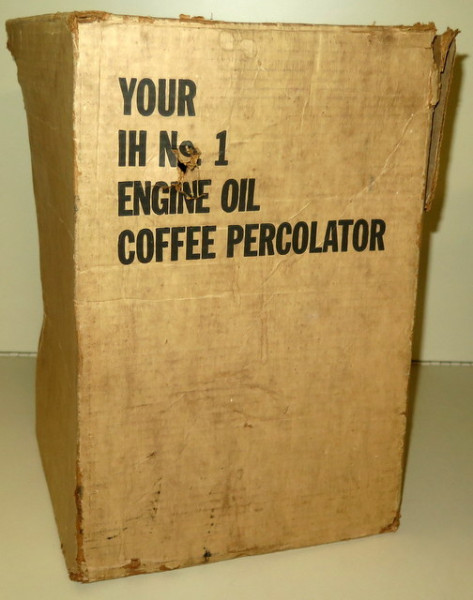 YOUR
IH No. 1
ENGINE OIL
COFFEE PERCOLATOR